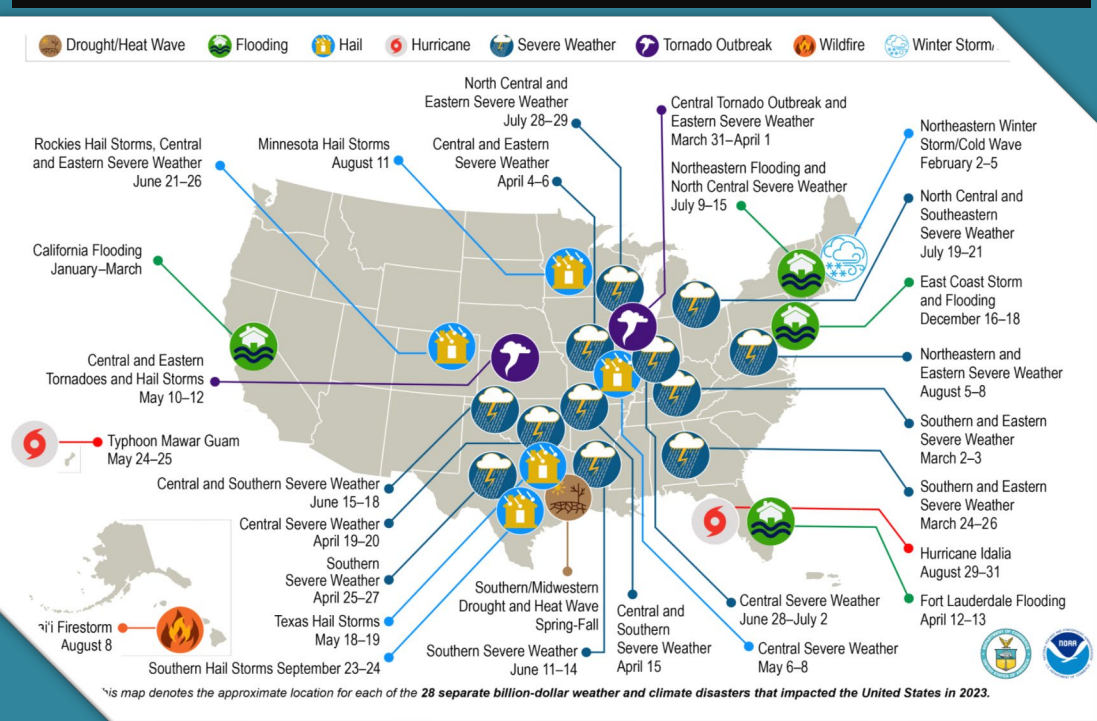 Drought/Heat Wave
Flooding
Hail
Hurricane
Severe Weather
Tornado Outbreak
Wildfire
Winter Storm/
North Central and
Eastern Severe Weather
July 28–29
Central Tornado Outbreak and
Eastern Severe Weather
March 31–April 1
Northeastern Winter
Storm/Cold Wave
February 2–5
Rockies Hail Storms, Central
and Eastern Severe Weather
June 21–26
Minnesota Hail Storms
August 11
Central and Eastern
Severe Weather
April 4–6
Northeastern Flooding and
North Central Severe Weather
July 9–15
North Central and
Southeastern
Severe Weather
July 19–21
California Flooding
January–March
East Coast Storm
and Flooding
December 16–18
Central and Eastern
Tornadoes and Hail Storms
May 10–12
Northeastern and
Eastern Severe Weather
August 5–8
Typhoon Mawar Guam
May 24–25
Southern and Eastern
Severe Weather
March 2–3
Central and Southern Severe Weather
June 15–18
Southern and Eastern
Severe Weather
March 24–26
Central Severe Weather
April 19–20
Hurricane Idalia
August 29–31
Southern
Severe Weather
April 25–27
Southern/Midwestern
Drought and Heat Wave
Spring-Fall
Central and
Southern
Severe Weather
April 15
Central Severe Weather
June 28–July 2
Fort Lauderdale Flooding
April 12–13
Texas Hail Storms
May 18–19
ai'i Firestorm
August 8
Southern Severe Weather
June 11–14
Central Severe Weather
May 6–8
Southern Hail Storms September 23–24
NOAA
his map denotes the approximate location for each of the 28 separate billion-dollar weather and climate disasters that impacted the United States in 2023.